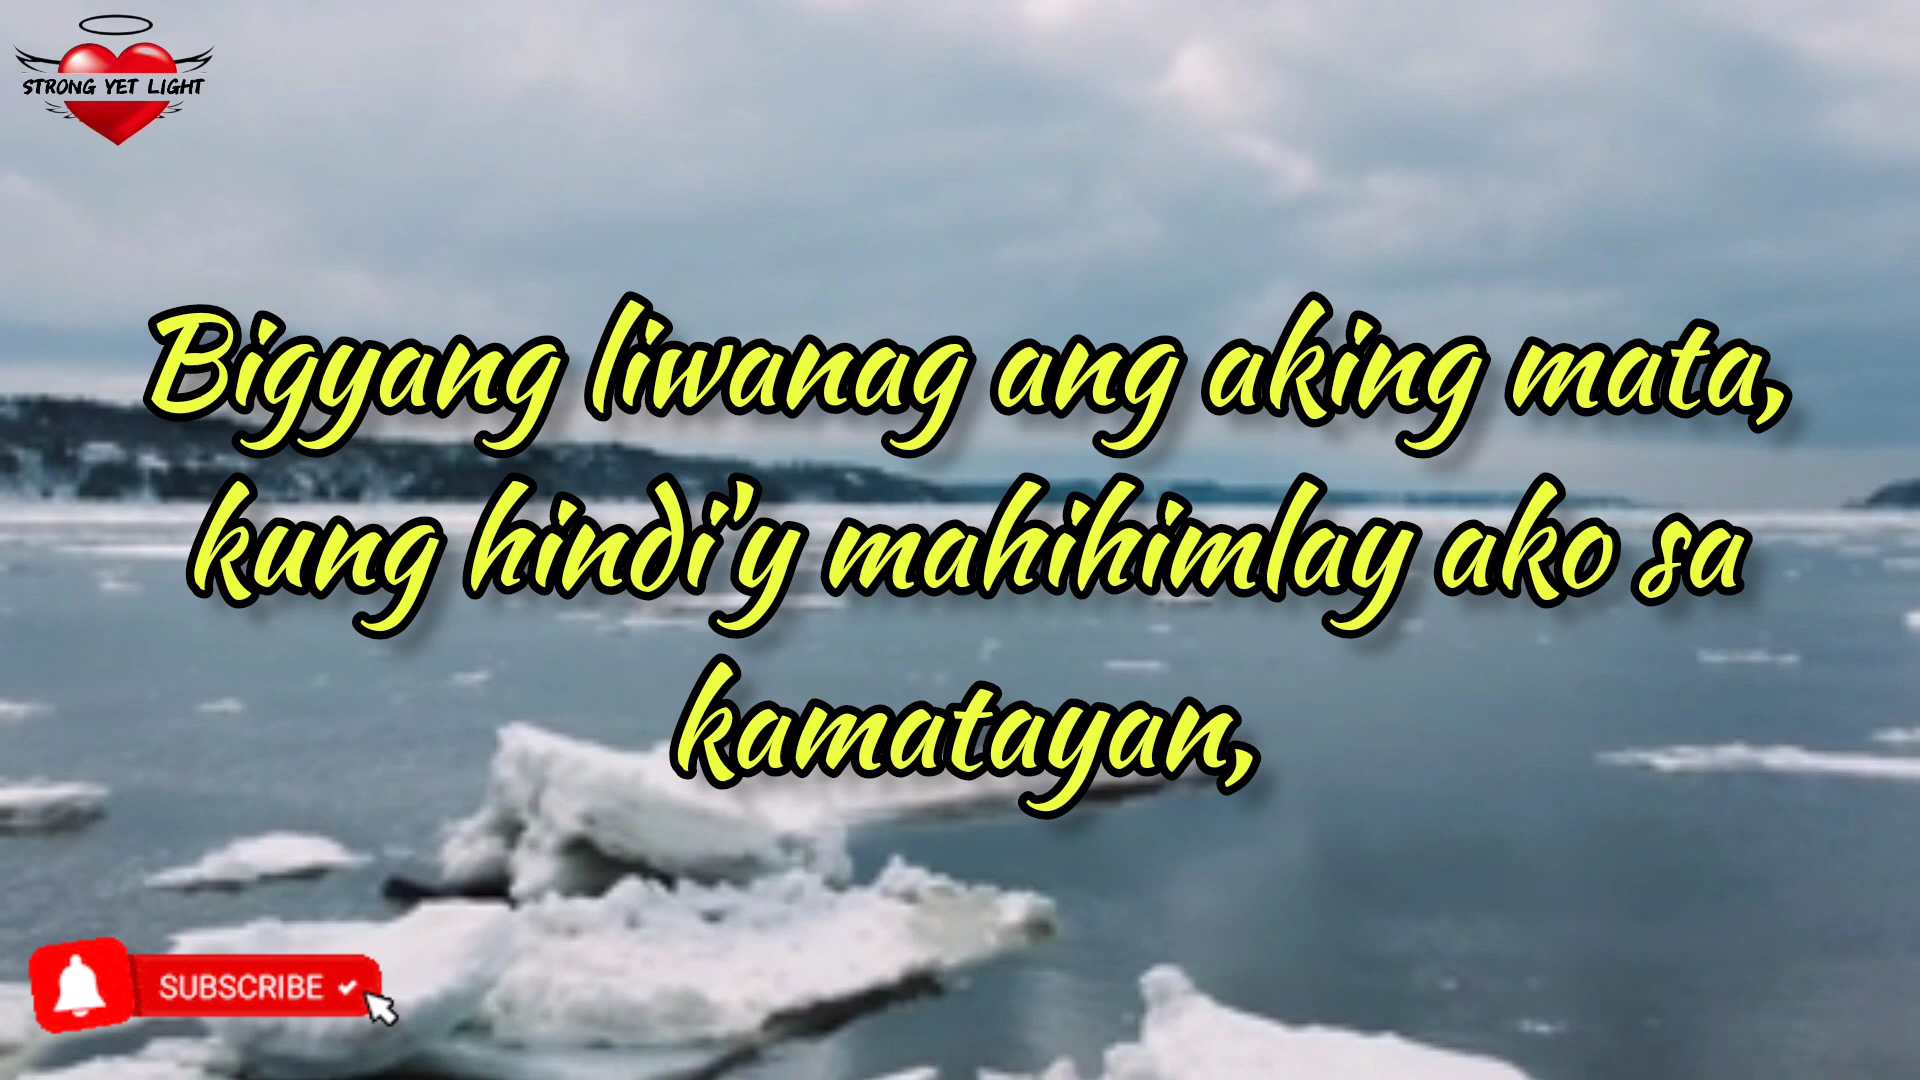 STRONG YET LIGHT
Bigyang liwanag ang aking mata,
kung hindi'y mahihimlay ako sa
kamatayan,
SUBSCRIBE